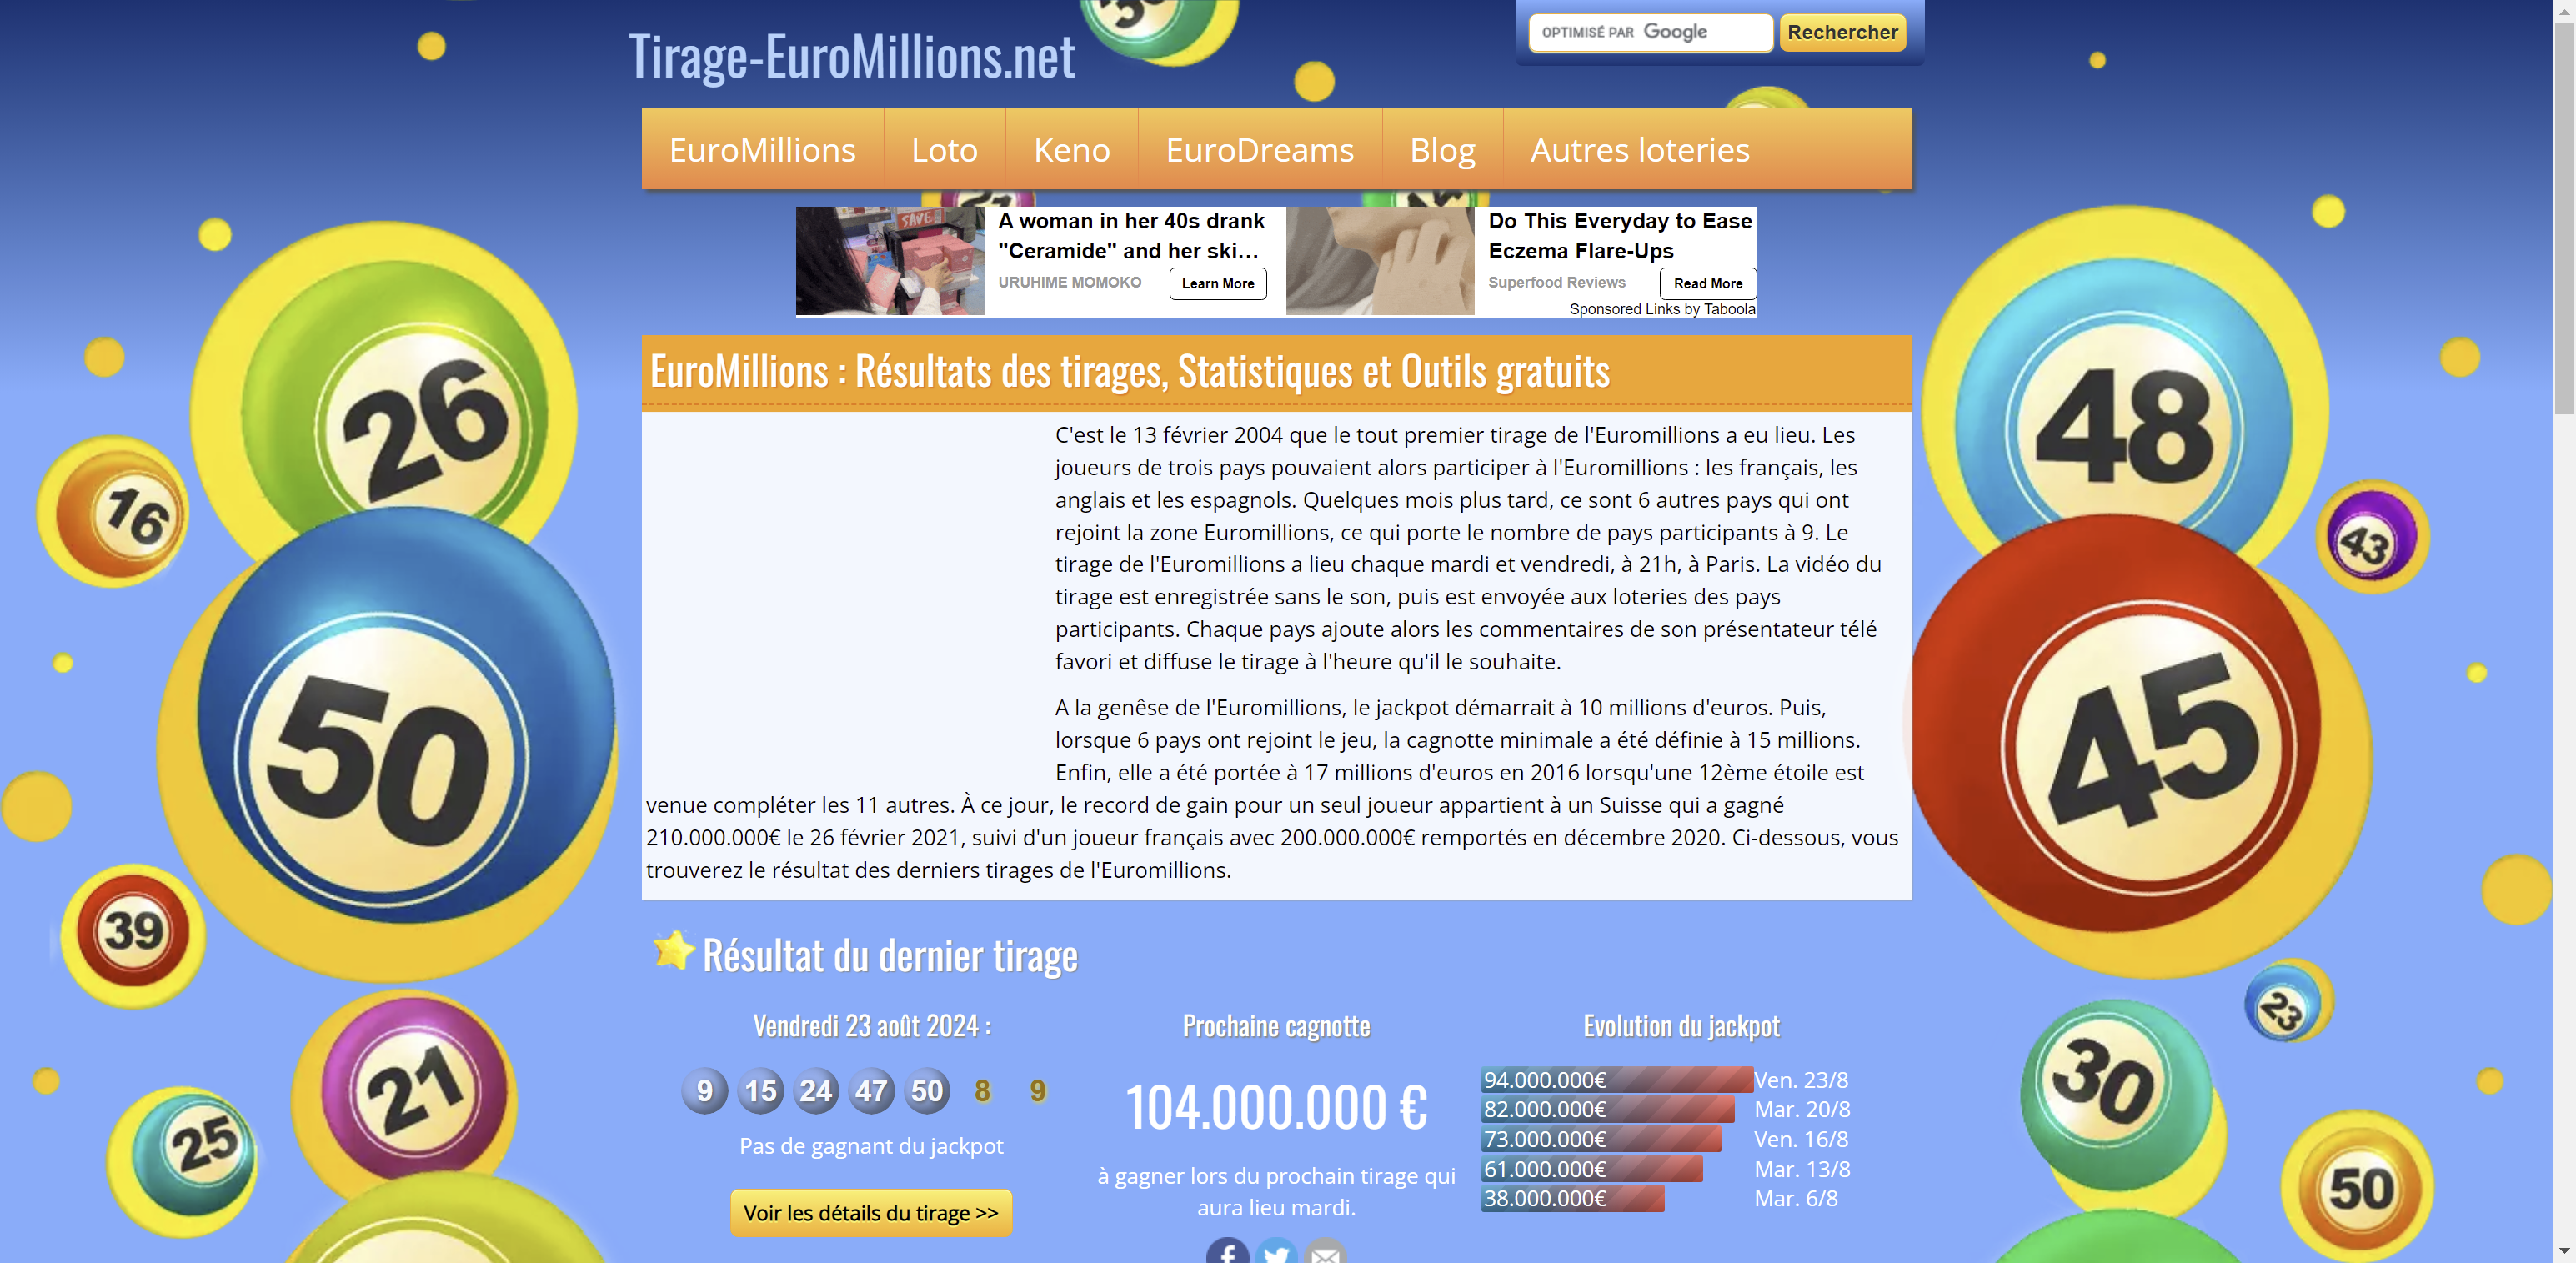 Tirage-EuroMillions.net
OPTIMISÉ PAR Google
Rechercher
EuroMillions
Loto
Keno
EuroDreams
Blog
Autres loteries
SAVE
A woman in her 40s drank
"Ceramide" and her ski...
URUHIME MOMOKO
Learn More
Do This Everyday to Ease
Eczema Flare-Ups
Superfood Reviews
Read More
Sponsored Links by Taboola
EuroMillions : Résultats des tirages, Statistiques et Outils gratuits
C'est le 13 février 2004 que le tout premier tirage de l'Euromillions a eu lieu. Les
joueurs de trois pays pouvaient alors participer à l'Euromillions : les français, les
anglais et les espagnols. Quelques mois plus tard, ce sont 6 autres pays qui ont
rejoint la zone Euromillions, ce qui porte le nombre de pays participants à 9. Le
tirage de l'Euromillions a lieu chaque mardi et vendredi, à 21h, à Paris. La vidéo du
tirage est enregistrée sans le son, puis est envoyée aux loteries des pays
participants. Chaque pays ajoute alors les commentaires de son présentateur télé
favori et diffuse le tirage à l'heure qu'il le souhaite.
A la genêse de l'Euromillions, le jackpot démarrait à 10 millions d'euros. Puis,
lorsque 6 pays ont rejoint le jeu, la cagnotte minimale a été définie à 15 millions.
Enfin, elle a été portée à 17 millions d'euros en 2016 lorsqu'une 12ème étoile est
venue compléter les 11 autres. À ce jour, le record de gain pour un seul joueur appartient à un Suisse qui a gagné
210.000.000€ le 26 février 2021, suivi d'un joueur français avec 200.000.000€ remportés en décembre 2020. Ci-dessous, vous
trouverez le résultat des derniers tirages de l'Euromillions.
Résultat du dernier tirage
Vendredi 23 août 2024 :
9 15 24 47 50 8 9
Pas de gagnant du jackpot
Voir les détails du tirage >>
Prochaine cagnotte
104.000.000 €
à gagner lors du prochain tirage qui
aura lieu mardi.
Evolution du jackpot
94.000.000€ Ven. 23/8
82.000.000€ Mar. 20/8
73.000.000€ Ven. 16/8
61.000.000€ Mar. 13/8
38.000.000€ Mar. 6/8
26
16
50
39
21
25
48
43
45
23
30
50